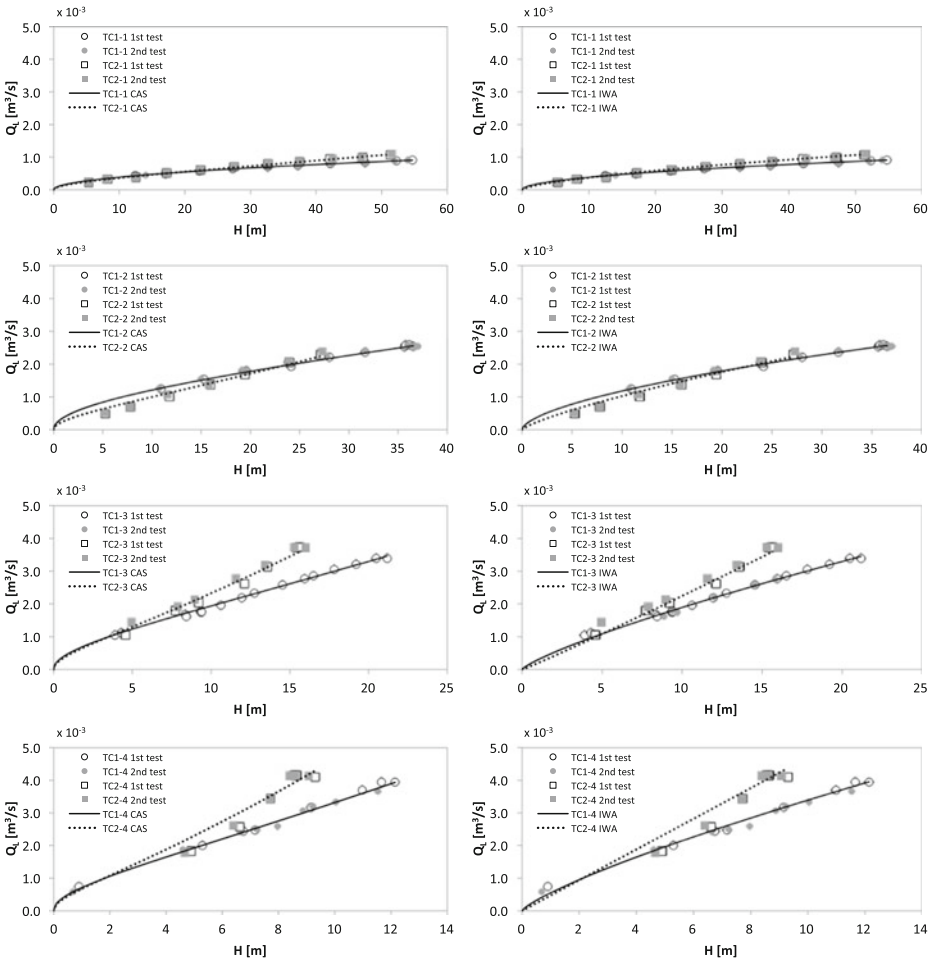 x 10-3
5.0
4.0
3.0
2.0
1.0
0.0
QL [m3/s]
TC1-1 1st test
TC1-1 2nd test
TC2-1 1st test
TC2-1 2nd test
TC1-1 CAS
TC2-1 CAS
0 10 20 30 40 50 60
H [m]
x 10-3
5.0
4.0
3.0
2.0
1.0
0.0
QL [m3/s]
TC1-1 1st test
TC1-1 2nd test
TC2-1 1st test
TC2-1 2nd test
TC1-1 IWA
TC2-1 IWA
0 10 20 30 40 50 60
H [m]
x 10-3
5.0
4.0
3.0
2.0
1.0
0.0
QL [m3/s]
TC1-2 1st test
TC1-2 2nd test
TC2-2 1st test
TC2-2 2nd test
TC1-2 CAS
TC2-2 CAS
0 5 10 15 20 25 30 35 40
H [m]
x 10-3
5.0
4.0
3.0
2.0
1.0
0.0
QL [m3/s]
TC1-2 1st test
TC1-2 1st test
TC2-2 1st test
TC2-2 2nd test
TC1-2 IWA
TC2-2 IWA
0 5 10 15 20 25 30 35 40
H [m]
x 10-3
5.0
4.0
3.0
2.0
1.0
0.0
QL [m3/s]
TC1-3 1st test
TC1-3 2nd test
TC2-3 1st test
TC2-3 2nd test
TC1-3 CAS
TC2-3 CAS
0 5 10 15 20 25
H [m]
x 10-3
5.0
4.0
3.0
2.0
1.0
0.0
QL [m3/s]
TC1-3 1st test
TC1-3 2nd test
TC2-3 1st test
TC2-3 2nd test
TC1-3 IWA
TC2-3 IWA
0 5 10 15 20 25
H [m]
x 10-3
5.0
4.0
3.0
2.0
1.0
0.0
QL [m3/s]
TC1-4 1st test
TC1-4 2nd test
TC2-4 1st test
TC2-4 2nd test
TC1-4 CAS
TC2-4 CAS
0 2 4 6 8 10 12 14
H [m]
x 10-3
5.0
4.0
3.0
2.0
1.0
0.0
QL [m3/s]
TC1-4 1st test
TC1-4 2nd test
TC2-4 1st test
TC2-4 2nd test
TC1-4 IWA
TC2-4 IWA
0 2 4 6 8 10 12 14
H [m]